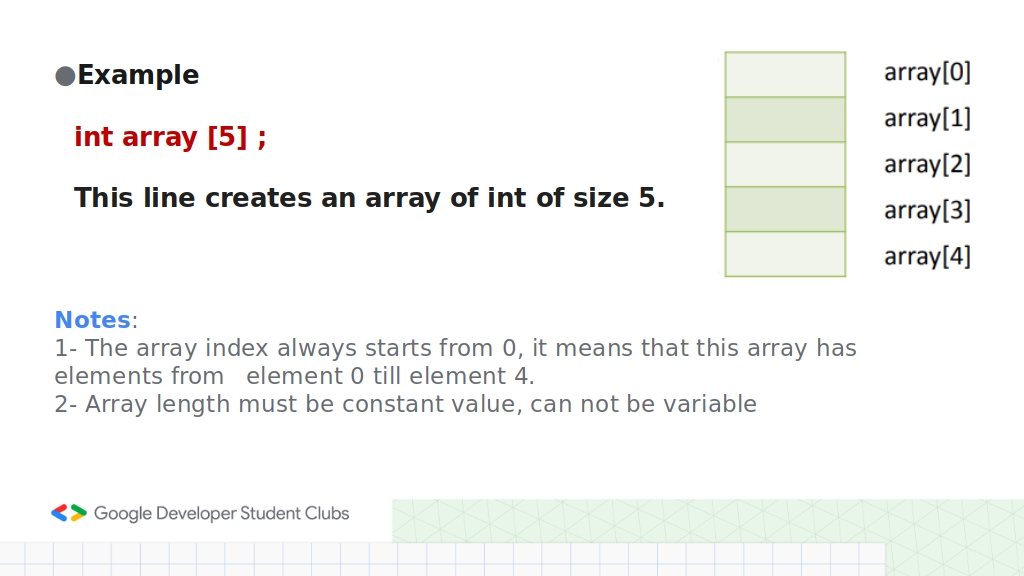 ●Example
int array [5] ;
This line creates an array of int of size 5.
array[0]
array[1]
array[2]
array[3]
array[4]
Notes:
1- The array index always starts from 0, it means that this array has
elements from   element 0 till element 4.
2- Array length must be constant value, can not be variable
Google Developer Student Clubs